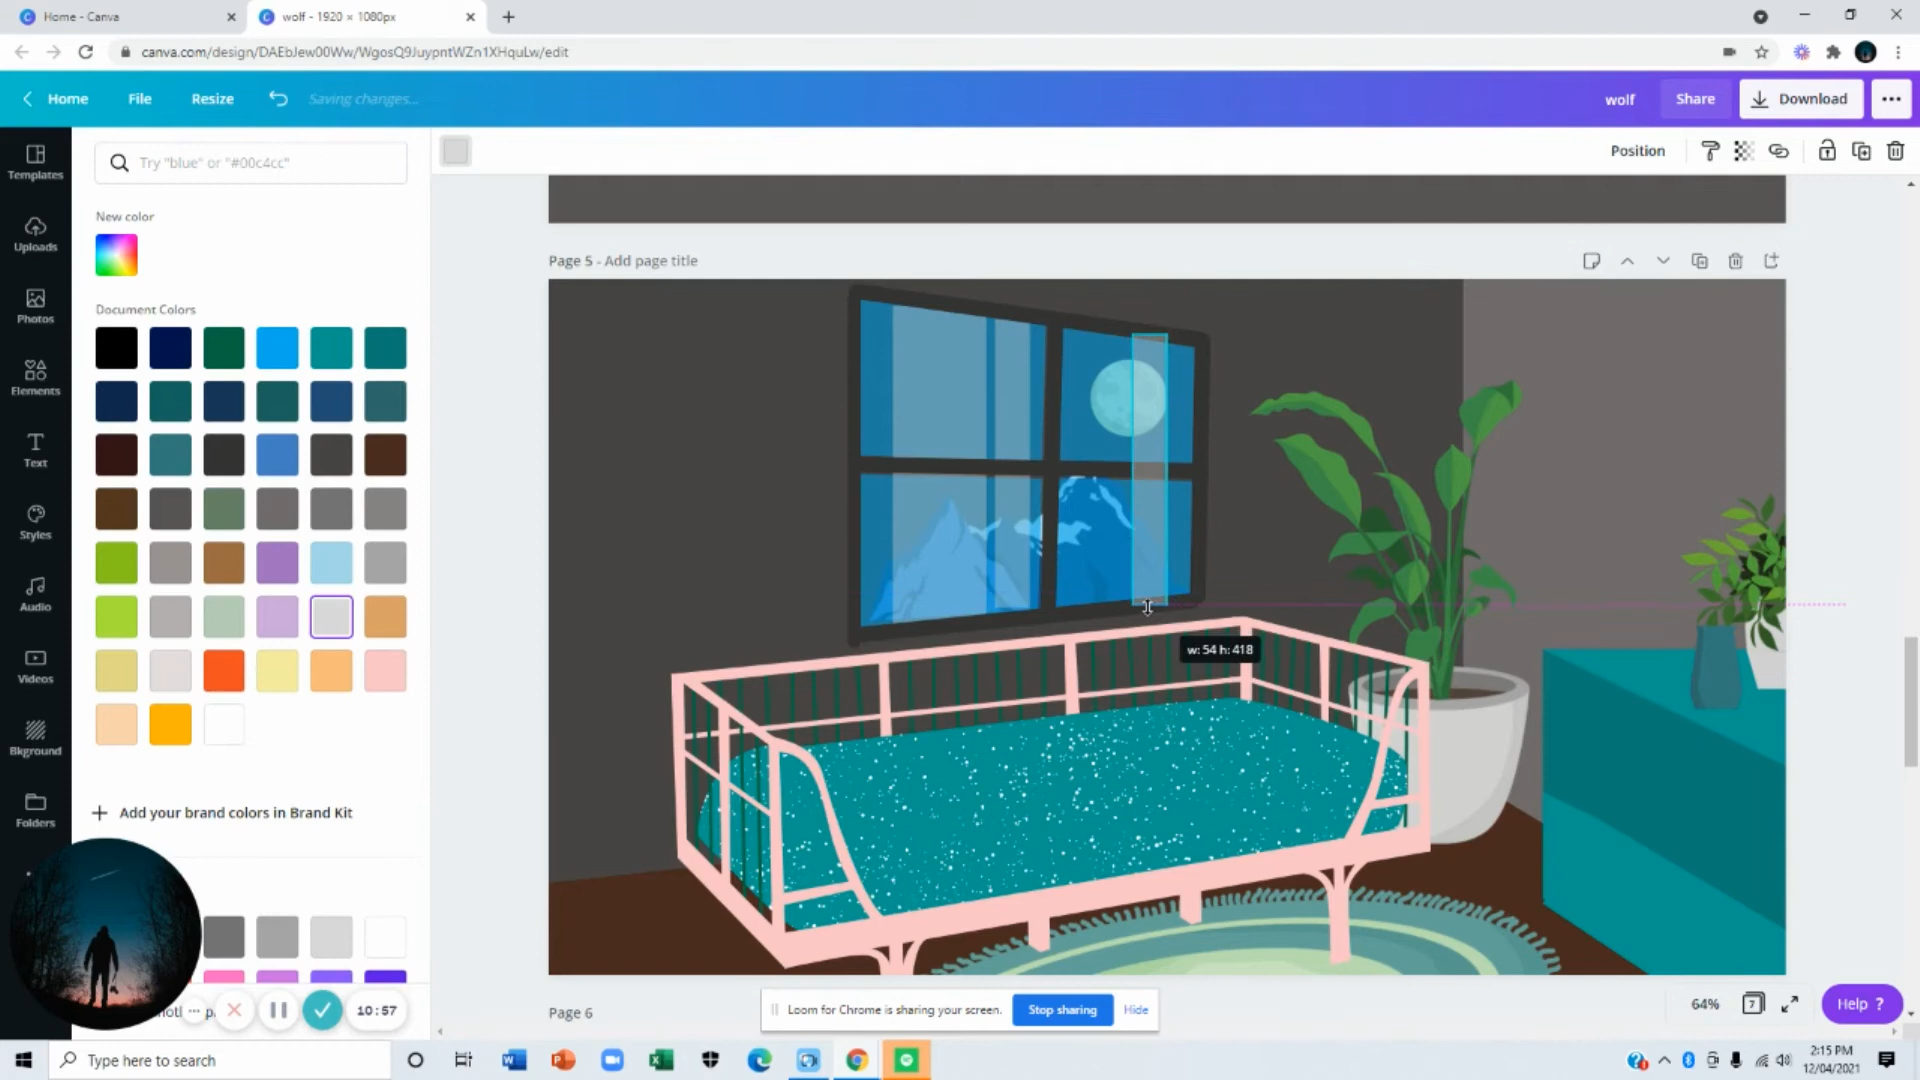 Home - Canva
wolf - 1920 × 1080px
canva.com/design/DAEbJew00Ww/WgosQ9JuypntWZn1XHquLw/edit
Home
File
Resize
Saving changes...
wolf
Share
Download
Templates
Uploads
Photos
Elements
Text
Styles
Audio
Videos
Bkground
Folders
Try "blue" or "#00c4cc"
New color
Document Colors
Add your brand colors in Brand Kit
Position
Page 5 - Add page title
w: 54 h: 418
Page 6
10:57
Loom for Chrome is sharing your screen.
Stop sharing
Hide
64%
7
Help ?
Type here to search
2:15 PM
12/04/2021